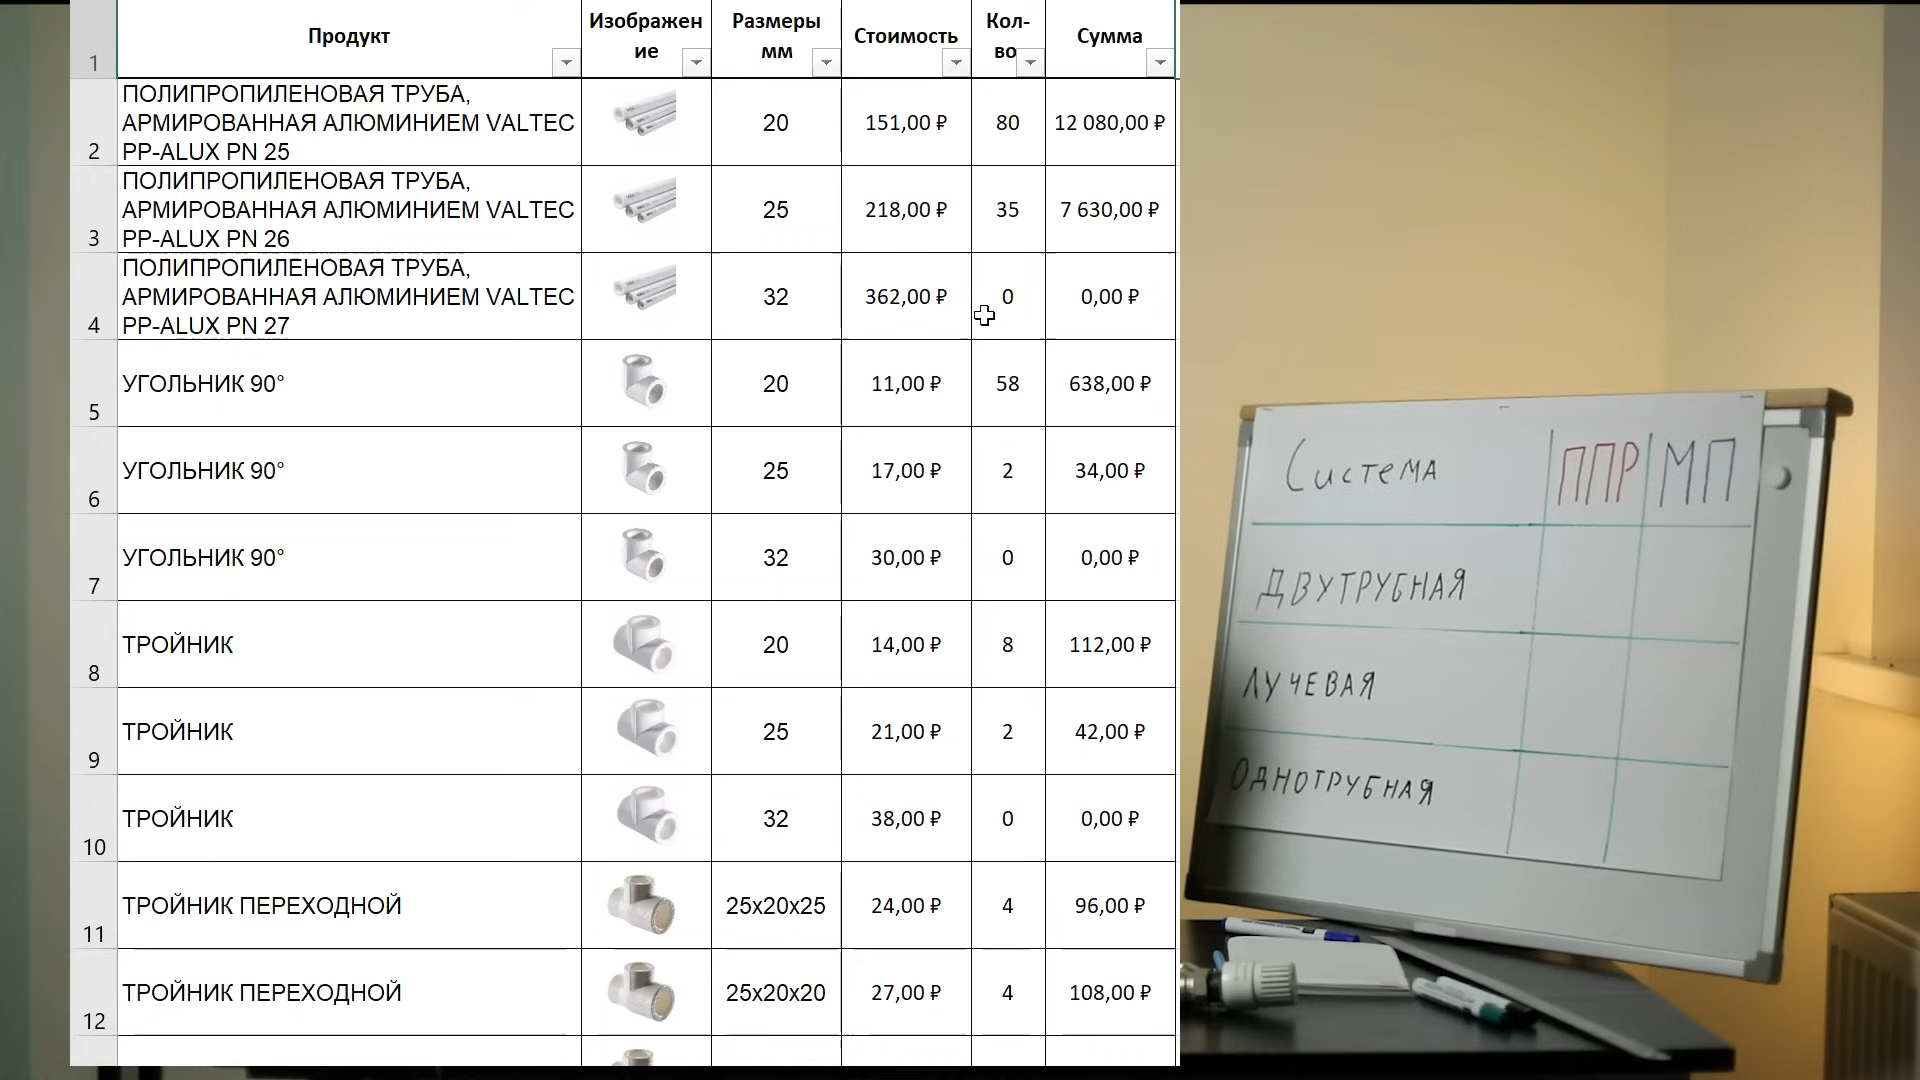 Продукт Изображен Размеры Стоимость Кол- Сумма
ие мм во
1
ПОЛИПРОПИЛЕНОВАЯ ТРУБА,
АРМИРОВАННАЯ АЛЮМИНИЕМ VALTEC 20 151,00 ₽ 80 12 080,00 ₽
2 PP-ALUX PN 25
ПОЛИПРОПИЛЕНОВАЯ ТРУБА,
АРМИРОВАННАЯ АЛЮМИНИЕМ VALTEC 25 218,00 ₽ 35 7 630,00 ₽
3 PP-ALUX PN 26
ПОЛИПРОПИЛЕНОВАЯ ТРУБА,
АРМИРОВАННАЯ АЛЮМИНИЕМ VALTEC 32 362,00 ₽ 0 0,00 ₽
4 PP-ALUX PN 27
УГОЛЬНИК 90° 20 11,00 ₽ 58 638,00 ₽
5
УГОЛЬНИК 90° 25 17,00 ₽ 2 34,00 ₽
6
УГОЛЬНИК 90° 32 30,00 ₽ 0 0,00 ₽
7
ТРОЙНИК 20 14,00 ₽ 8 112,00 ₽
8
ТРОЙНИК 25 21,00 ₽ 2 42,00 ₽
9
ТРОЙНИК 32 38,00 ₽ 0 0,00 ₽
10
ТРОЙНИК ПЕРЕХОДНОЙ 25x20x25 24,00 ₽ 4 96,00 ₽
11
ТРОЙНИК ПЕРЕХОДНОЙ 25x20x20 27,00 ₽ 4 108,00 ₽
12
Система ППР МП
ДВУТРУБНАЯ
ЛУЧЕВАЯ
ОДНОТРУБНАЯ